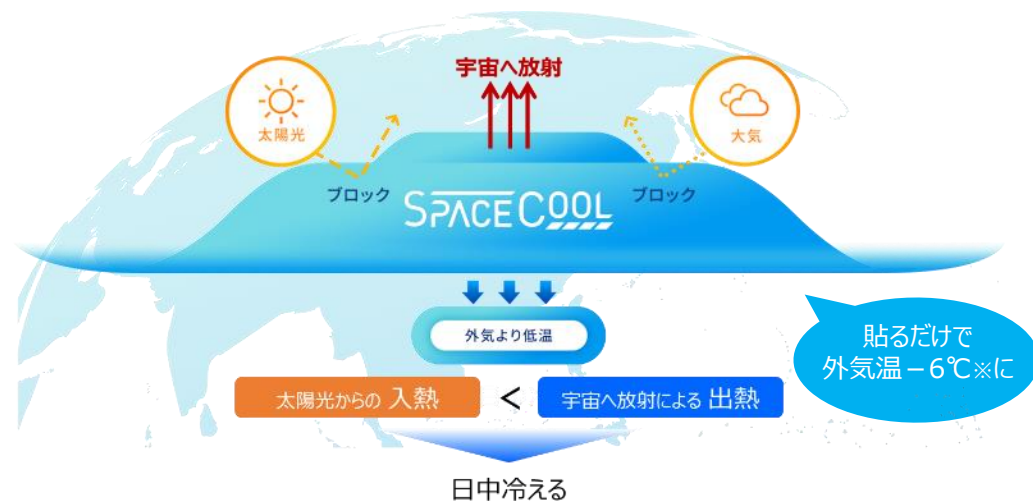 宇宙へ放射
太陽光
大気
ブロック
ブロック
SPACECOOL
外気より低温
貼るだけで
外気温−6℃※に
太陽光からの 入熱 < 宇宙へ放射による 出熱
日中冷える